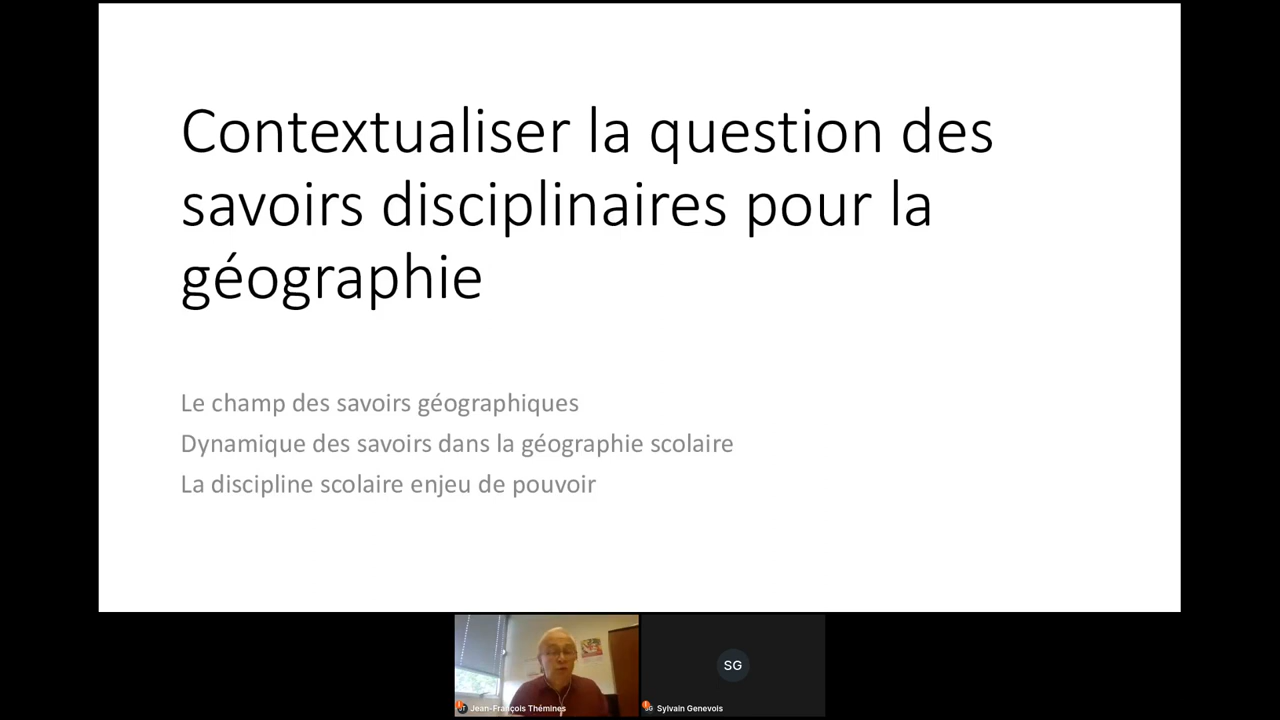 Contextualiser la question des
savoirs disciplinaires pour la
géographie
Le champ des savoirs géographiques
Dynamique des savoirs dans la géographie scolaire
La discipline scolaire enjeu de pouvoir
SG
Jean-François Thémines
Sylvain Genevois